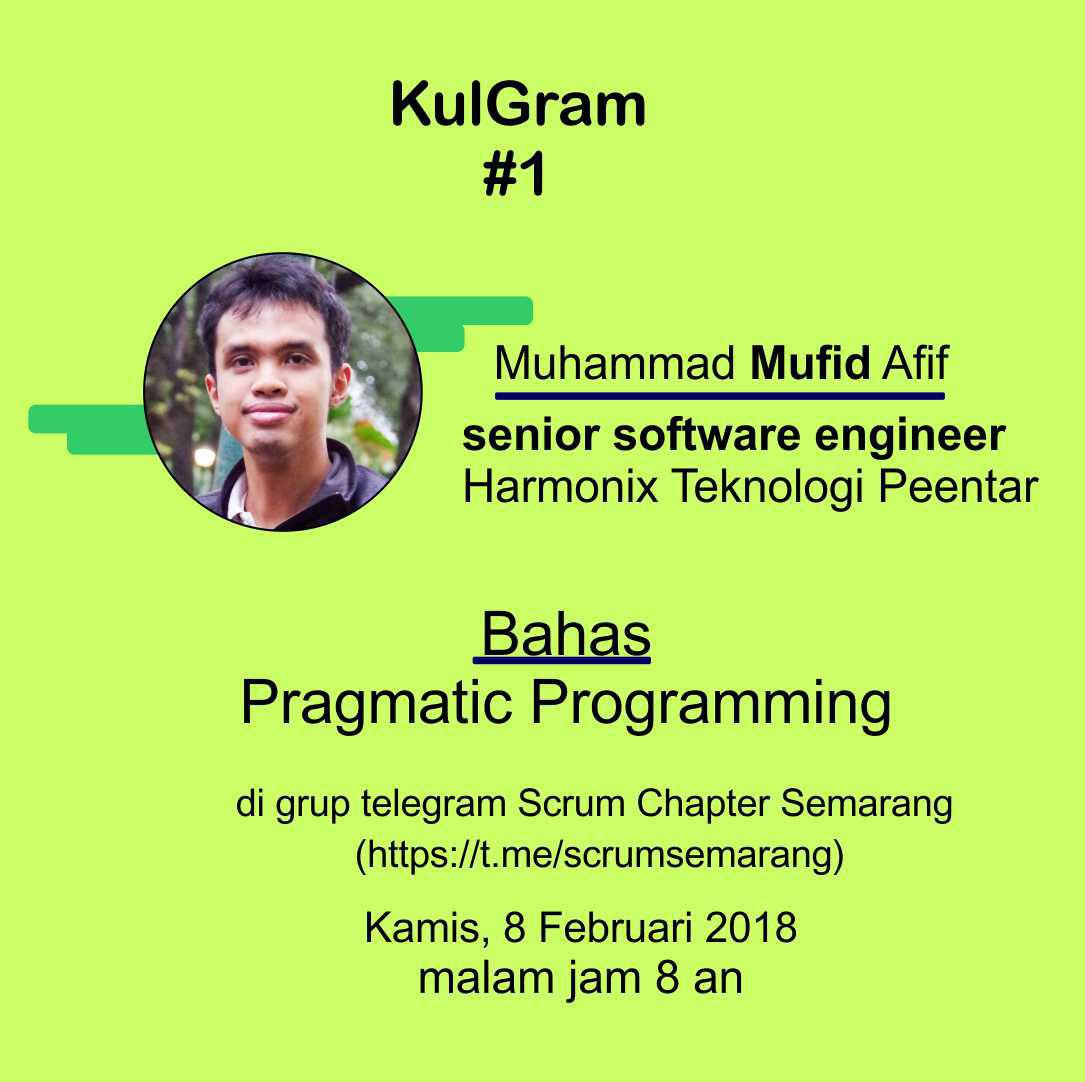 KulGram
#1
Muhammad Mufid Afif
senior software engineer
Harmonix Teknologi Peentar
Bahas
Pragmatic Programming
di grup telegram Scrum Chapter Semarang
(https://t.me/scrumsemarang)
Kamis, 8 Februari 2018
malam jam 8 an